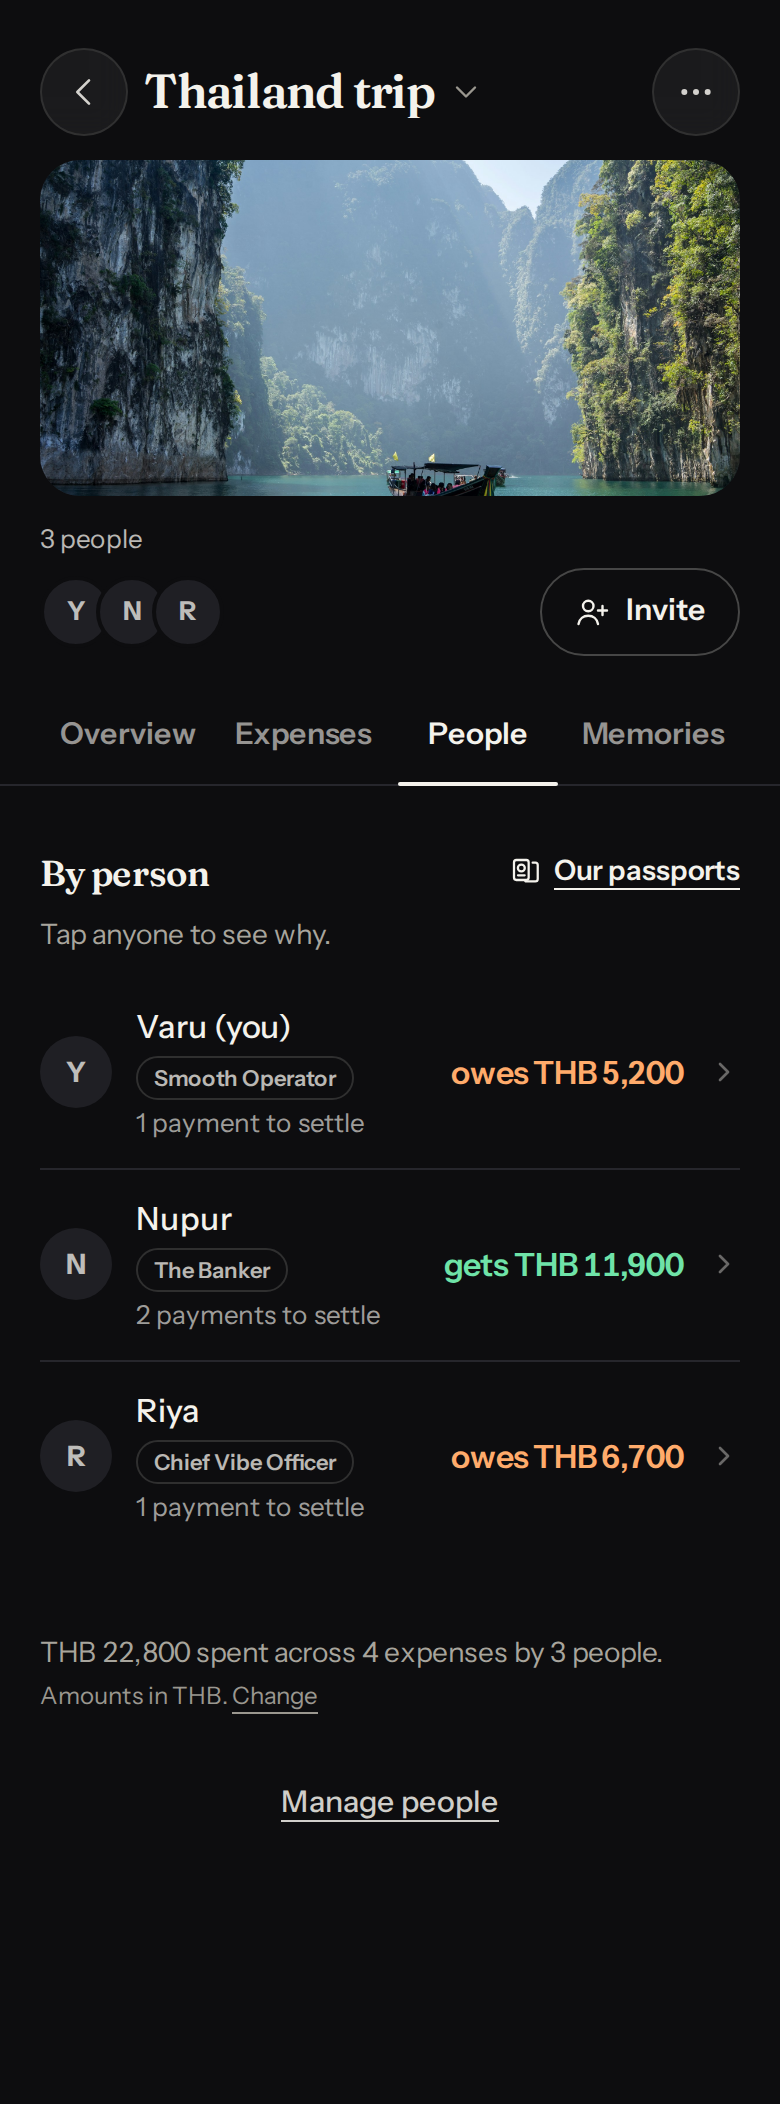 Thailand trip
3 people
Y N R
Invite
Overview Expenses People Memories
By person
Our passports
Tap anyone to see why.
Y
Varu (you)
Smooth Operator
1 payment to settle
owes THB 5,200
N
Nupur
The Banker
2 payments to settle
gets THB 11,900
R
Riya
Chief Vibe Officer
1 payment to settle
owes THB 6,700
THB 22,800 spent across 4 expenses by 3 people.
Amounts in THB. Change
Manage people